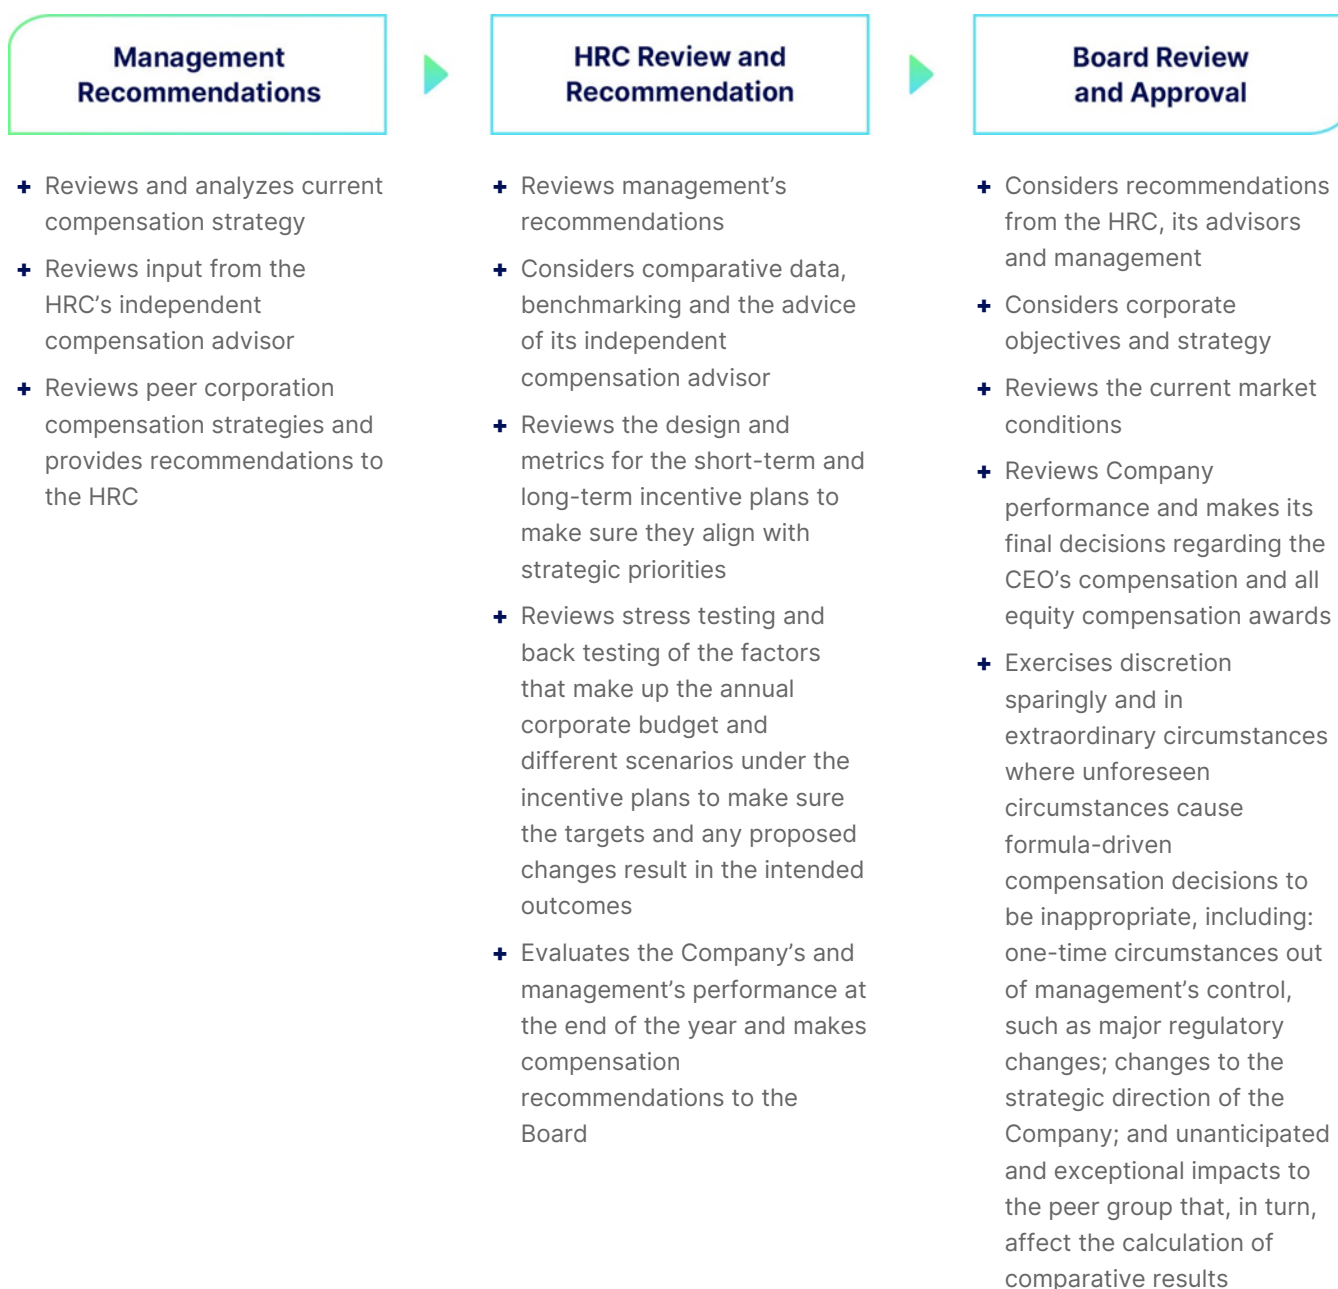 Management
Recommendations
HRC Review and
Recommendation
Board Review
and Approval
+ Reviews and analyzes current
compensation strategy
+ Reviews input from the
HRC’s independent
compensation advisor
+ Reviews peer corporation
compensation strategies and
provides recommendations to
the HRC
+ Reviews management’s
recommendations
+ Considers comparative data,
benchmarking and the advice
of its independent
compensation advisor
+ Reviews the design and
metrics for the short-term and
long-term incentive plans to
make sure they align with
strategic priorities
+ Reviews stress testing and
back testing of the factors
that make up the annual
corporate budget and
different scenarios under the
incentive plans to make sure
the targets and any proposed
changes result in the intended
outcomes
+ Evaluates the Company’s and
management’s performance at
the end of the year and makes
compensation
recommendations to the
Board
+ Considers recommendations
from the HRC, its advisors
and management
+ Considers corporate
objectives and strategy
+ Reviews the current market
conditions
+ Reviews Company
performance and makes its
final decisions regarding the
CEO’s compensation and all
equity compensation awards
+ Exercises discretion
sparingly and in
extraordinary circumstances
where unforeseen
circumstances cause
formula-driven
compensation decisions to
be inappropriate, including:
one-time circumstances out
of management’s control,
such as major regulatory
changes; changes to the
strategic direction of the
Company; and unanticipated
and exceptional impacts to
the peer group that, in turn,
affect the calculation of
comparative results